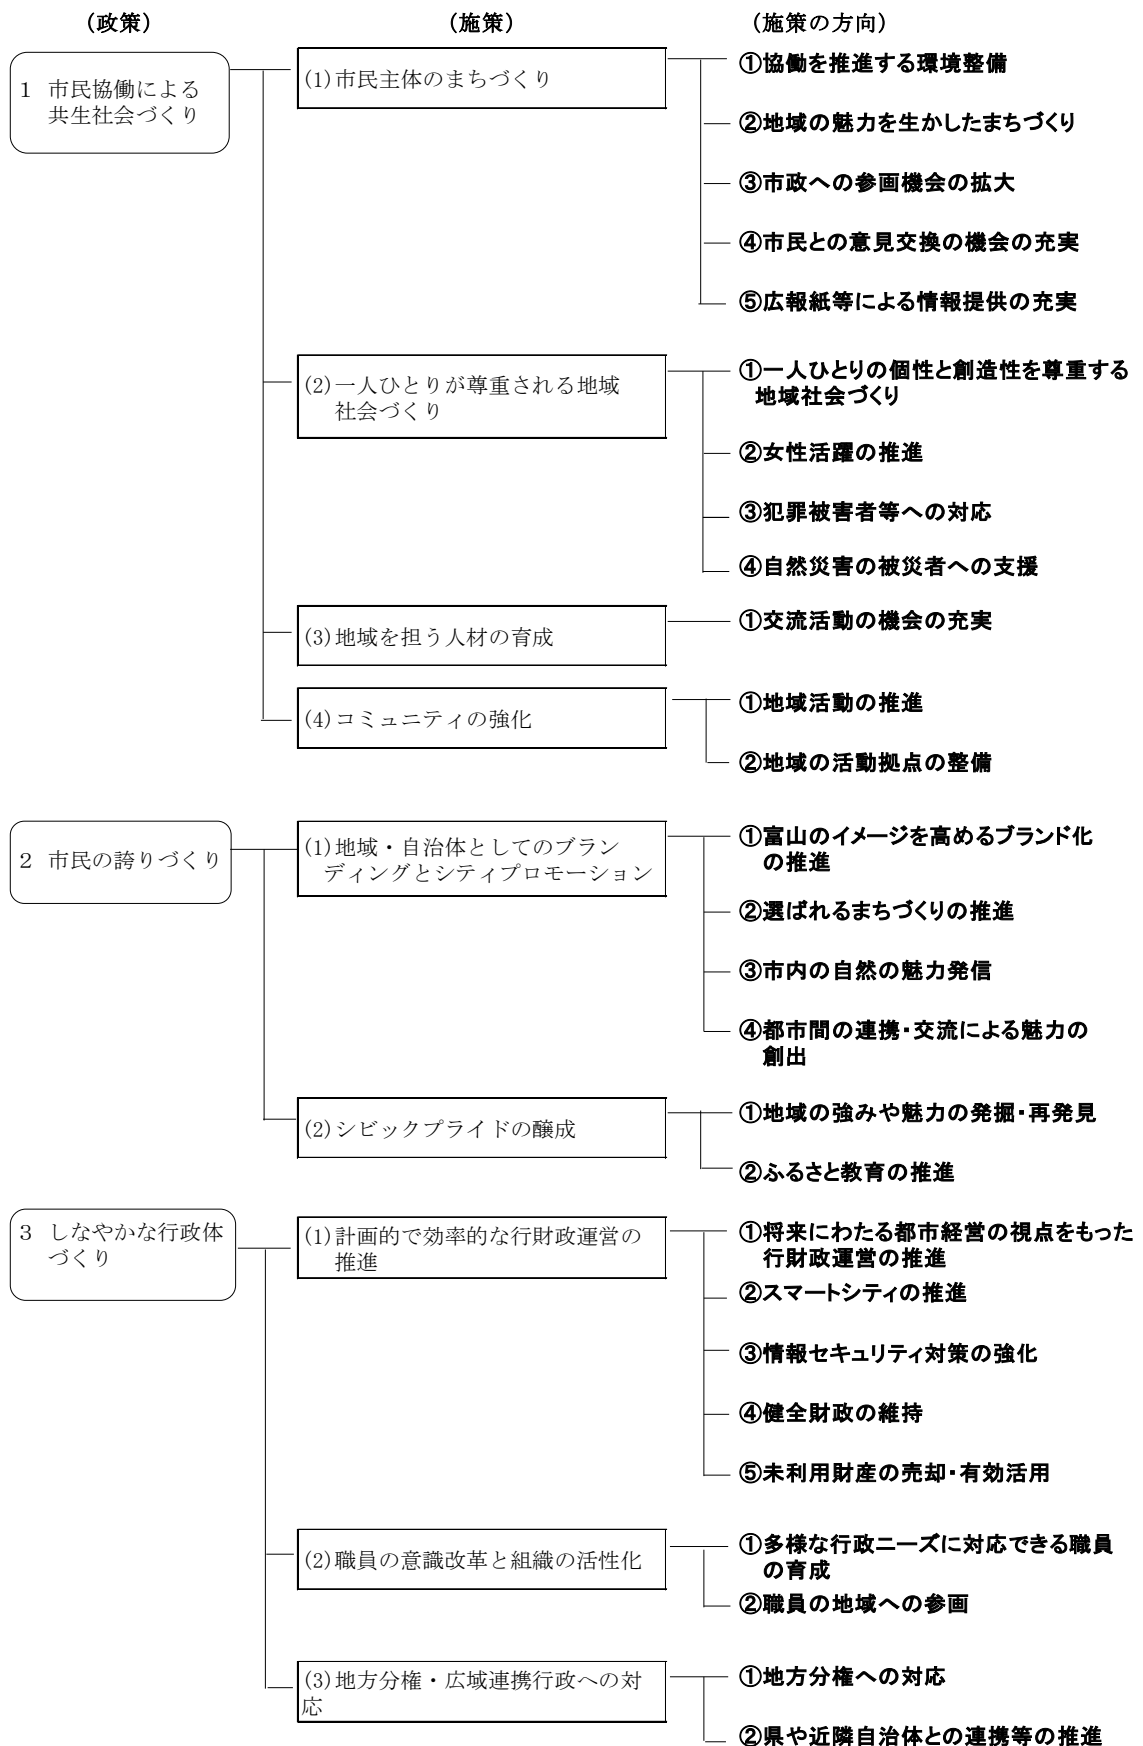 （政策）
（施策）
（施策の方向）
1 市民協働による
共生社会づくり
(1)市民主体のまちづくり
①協働を推進する環境整備
②地域の魅力を生かしたまちづくり
③市政への参画機会の拡大
④市民との意見交換の機会の充実
⑤広報紙等による情報提供の充実
(2)一人ひとりが尊重される地域
社会づくり
①一人ひとりの個性と創造性を尊重する
地域社会づくり
②女性活躍の推進
③犯罪被害者等への対応
④自然災害の被災者への支援
(3)地域を担う人材の育成
①交流活動の機会の充実
(4)コミュニティの強化
①地域活動の推進
②地域の活動拠点の整備
2 市民の誇りづくり
(1)地域・自治体としてのブラン
ディングとシティプロモーション
①富山のイメージを高めるブランド化
の推進
②選ばれるまちづくりの推進
③市内の自然の魅力発信
④都市間の連携・交流による魅力の
創出
(2)シビックプライドの醸成
①地域の強みや魅力の発掘・再発見
②ふるさと教育の推進
3 しなやかな行政体
づくり
(1)計画的で効率的な行財政運営の
推進
①将来にわたる都市経営の視点をもった
行財政運営の推進
②スマートシティの推進
③情報セキュリティ対策の強化
④健全財政の維持
⑤未利用財産の売却・有効活用
(2)職員の意識改革と組織の活性化
①多様な行政ニーズに対応できる職員
の育成
②職員の地域への参画
(3)地方分権・広域連携行政への対
応
①地方分権への対応
②県や近隣自治体との連携等の推進